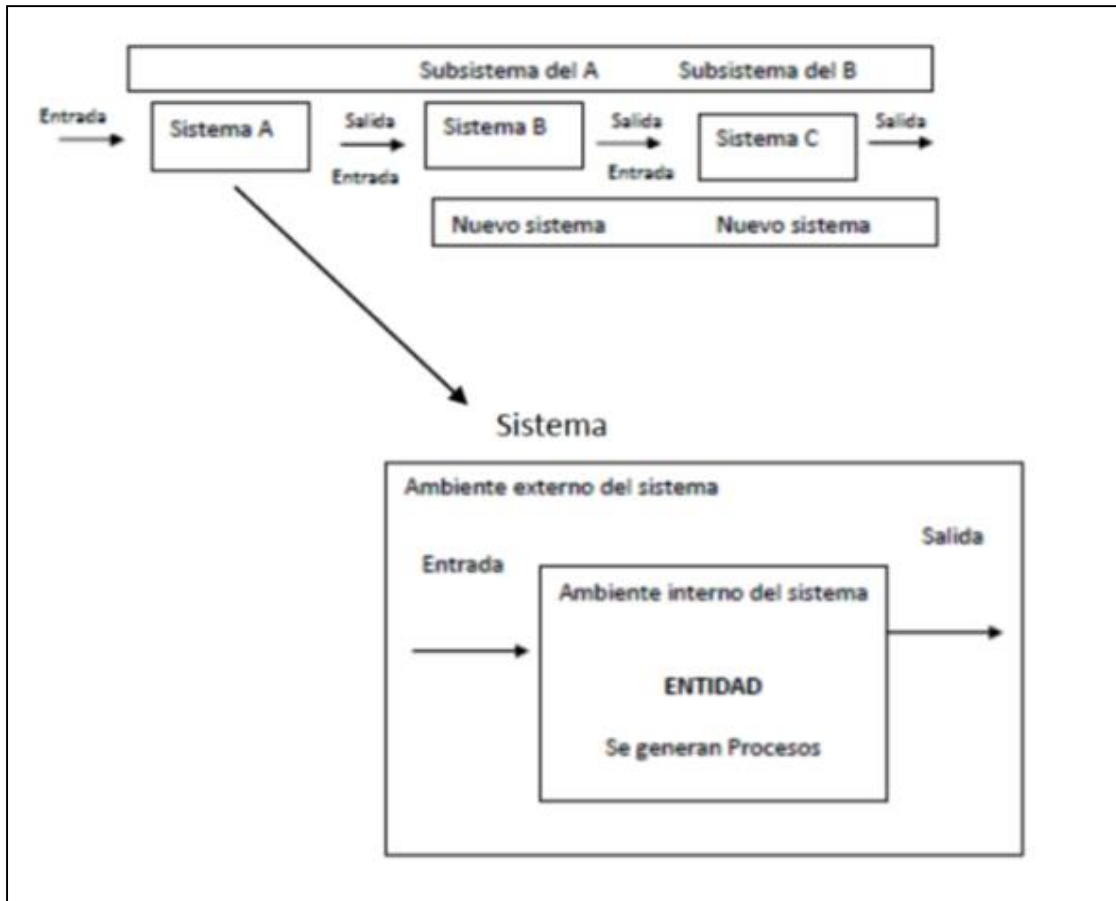 Subsistema del A Subsistema del B
Entrada Sistema A Salida Sistema B Salida Sistema C Salida
Entrada Entrada
Nuevo sistema Nuevo sistema
Sistema
Ambiente externo del sistema
Salida
Entrada
Ambiente interno del sistema
ENTIDAD
Se generan Procesos